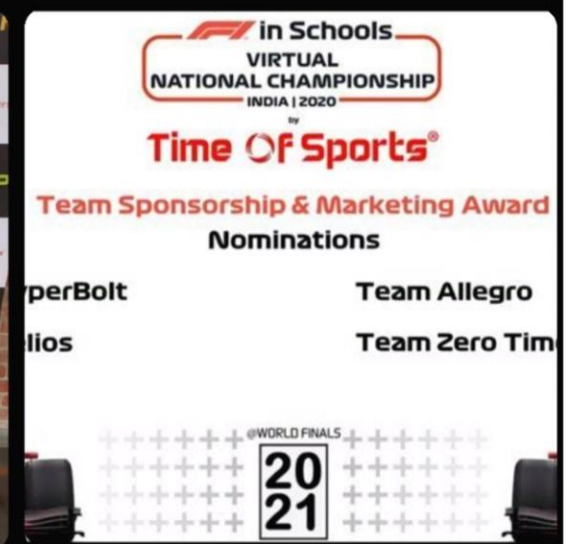 in Schools
VIRTUAL
NATIONAL CHAMPIONSHIP
INDIA | 2020
by
Time Of Sports®
Team Sponsorship & Marketing Award
Nominations
perBolt Team Allegro
lios Team Zero Tim
@WORLD FINALS
20
21